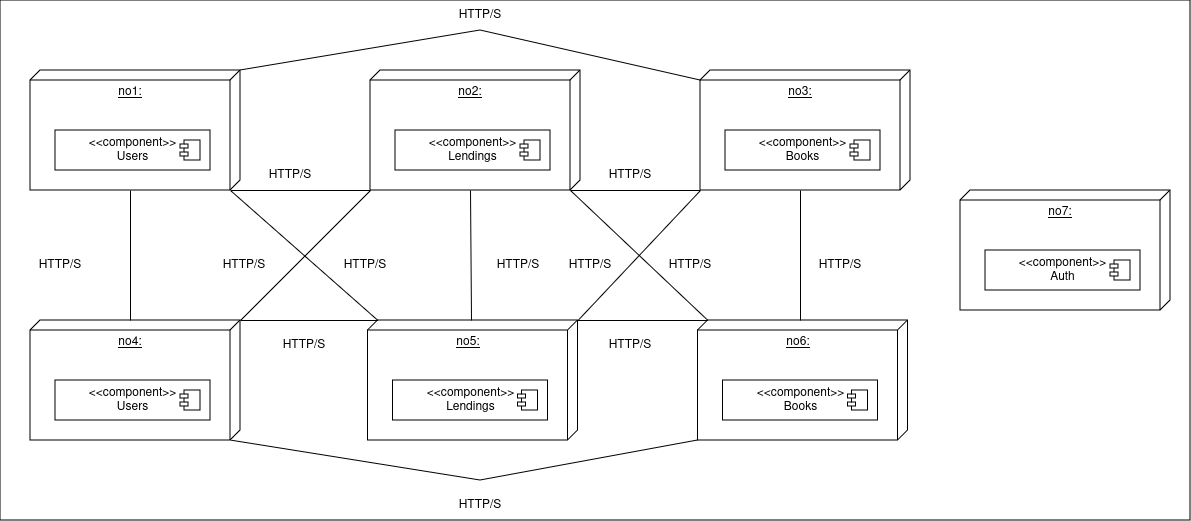 HTTP/S
no1:
no2:
no3:
<<component>>
Users
<<component>>
Lendings
<<component>>
Books
HTTP/S
HTTP/S
no7:
<<component>>
Auth
HTTP/S
HTTP/S
HTTP/S
HTTP/S
HTTP/S
HTTP/S
HTTP/S
HTTP/S
HTTP/S
no4:
no5:
no6:
<<component>>
Users
<<component>>
Lendings
<<component>>
Books
HTTP/S